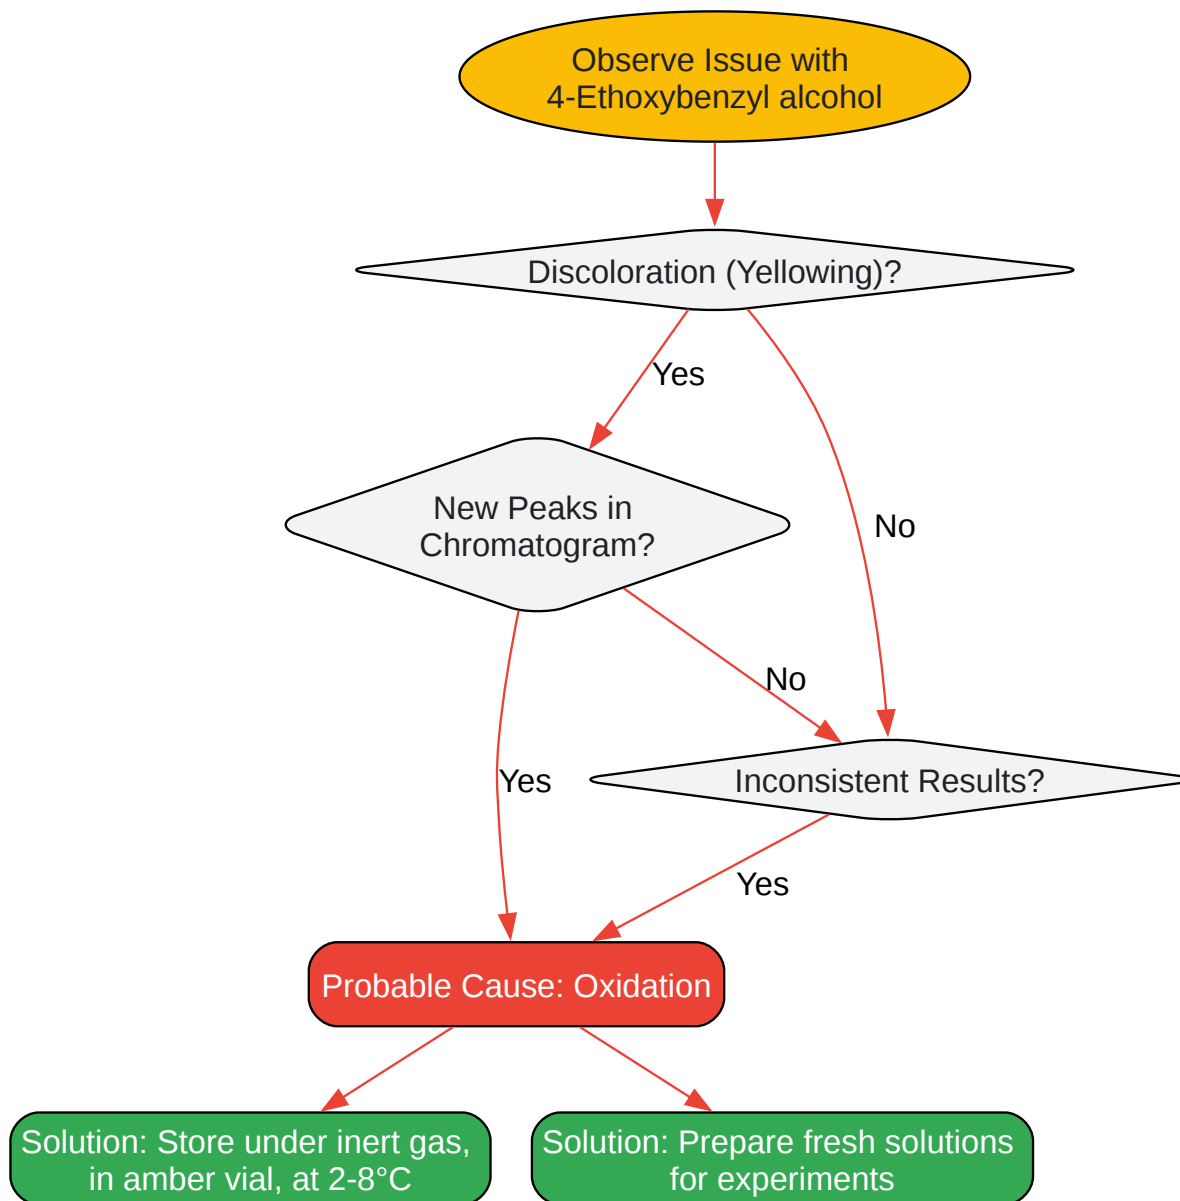 Observe Issue with
4-Ethoxybenzyl alcohol
Discoloration (Yellowing)?
Yes
New Peaks in
Chromatogram?
No
No
Yes
Inconsistent Results?
Yes
Probable Cause: Oxidation
Solution: Store under inert gas,
in amber vial, at 2-8°C
Solution: Prepare fresh solutions
for experiments